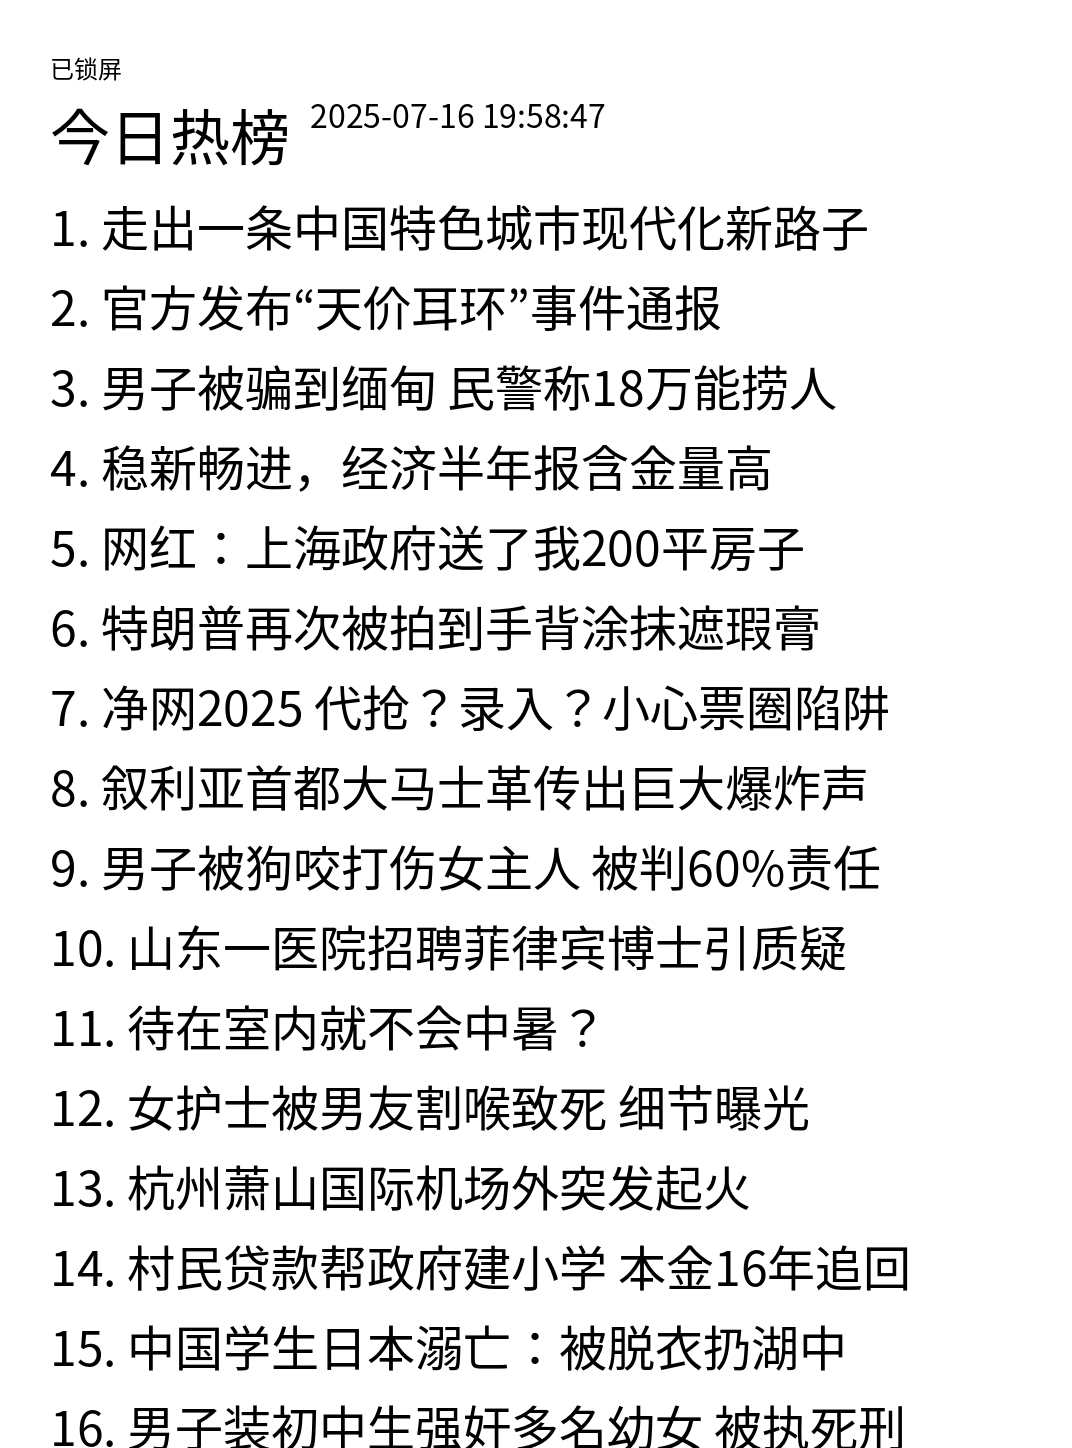 已锁屏
今日热榜 2025-07-16 19:58:47
1. 走出一条中国特色城市现代化新路子
2. 官方发布“天价耳环”事件通报
3. 男子被骗到缅甸 民警称18万能捞人
4. 稳新畅进，经济半年报含金量高
5. 网红：上海政府送了我200平房子
6. 特朗普再次被拍到手背涂抹遮瑕膏
7. 净网2025 代抢？录入？小心票圈陷阱
8. 叙利亚首都大马士革传出巨大爆炸声
9. 男子被狗咬打伤女主人 被判60%责任
10. 山东一医院招聘菲律宾博士引质疑
11. 待在室内就不会中暑？
12. 女护士被男友割喉致死 细节曝光
13. 杭州萧山国际机场外突发起火
14. 村民贷款帮政府建小学 本金16年追回
15. 中国学生日本溺亡：被脱衣扔湖中
16. 男子装初中生强奸多名幼女 被执死刑